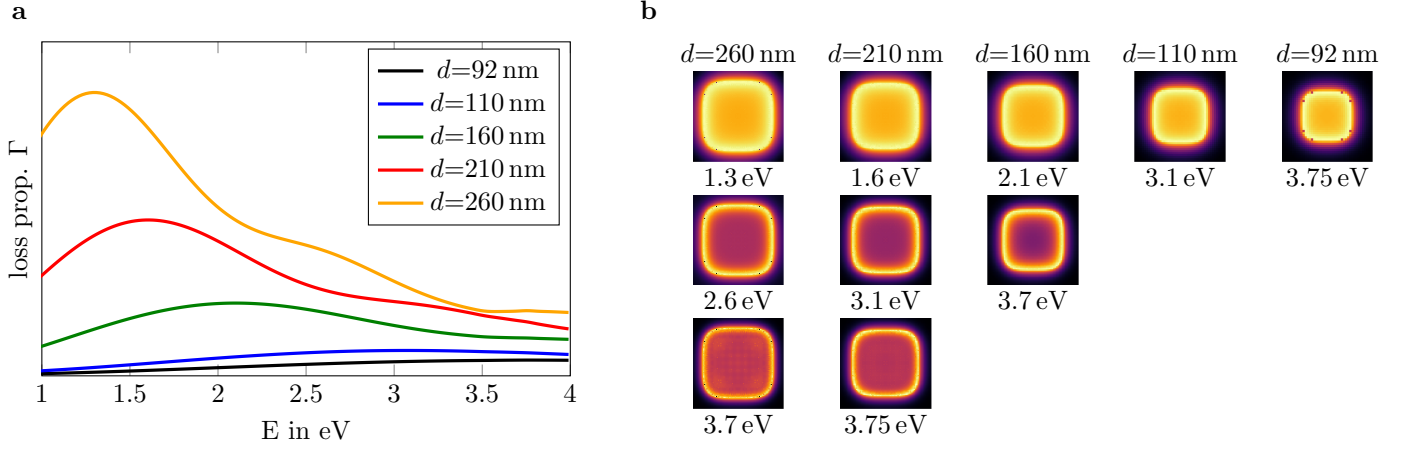 a
loss prop. Γ
d=92 nm
d=110 nm
d=160 nm
d=210 nm
d=260 nm
1 1.5 2 2.5 3 3.5 4
E in eV
b
d=260 nm d=210 nm d=160 nm d=110 nm d=92 nm
1.3 eV 1.6 eV 2.1 eV 3.1 eV 3.75 eV
2.6 eV 3.1 eV 3.7 eV
3.7 eV 3.75 eV